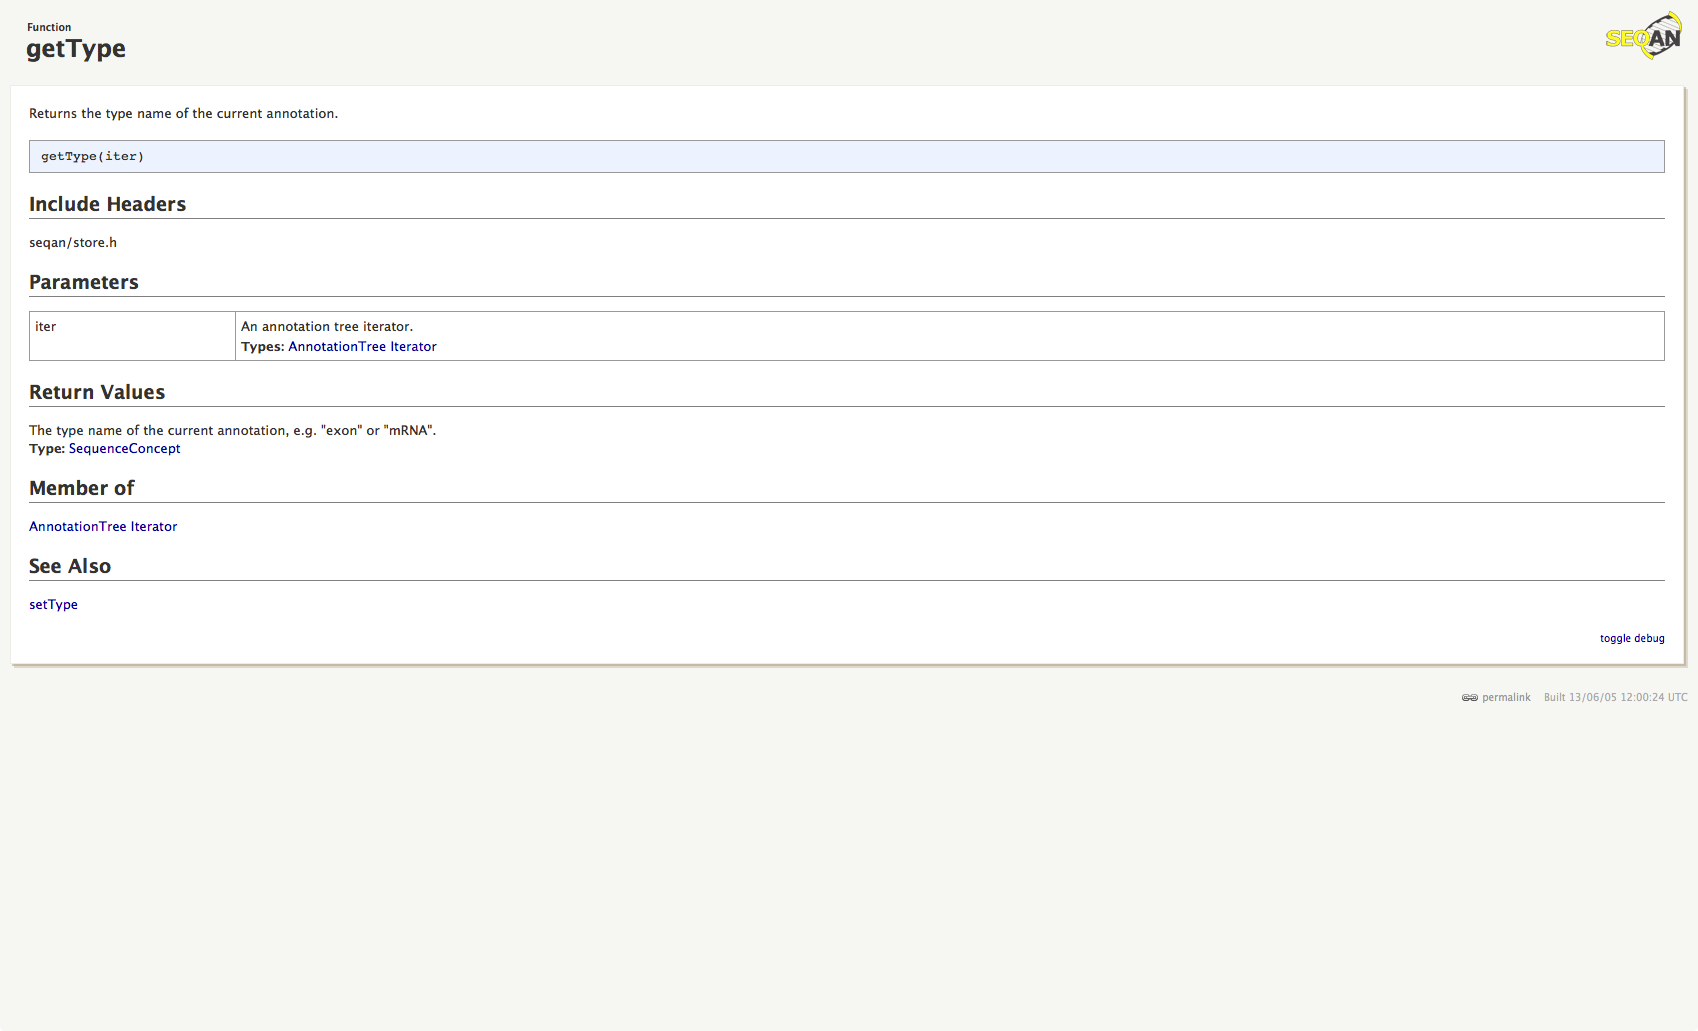 Function
getType
SEQAN
Returns the type name of the current annotation.
getType(iter)
Include Headers
seqan/store.h
Parameters
iter
An annotation tree iterator.
Types: AnnotationTree Iterator
Return Values
The type name of the current annotation, e.g. "exon" or "mRNA".
Type: SequenceConcept
Member of
AnnotationTree Iterator
See Also
setType
toggle debug
permalink Built 13/06/05 12:00:24 UTC